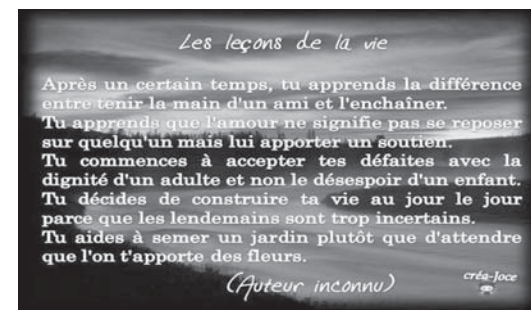 Les leçons de la vie
Après un certain temps, tu apprends la différence
entre tenir la main d'un ami et l'enchaîner.
Tu apprends que l'amour ne signifie pas se reposer
sur quelqu'un mais lui apporter un soutien.
Tu commences à accepter tes défaites avec la
dignité d'un adulte et non le désespoir d'un enfant.
Tu décides de construire ta vie au jour le jour
parce que les lendemains sont trop incertains.
Tu aides à semer un jardin plutôt que d'attendre
que l'on t'apporte des fleurs.
(Auteur inconnu)
créa-Joce